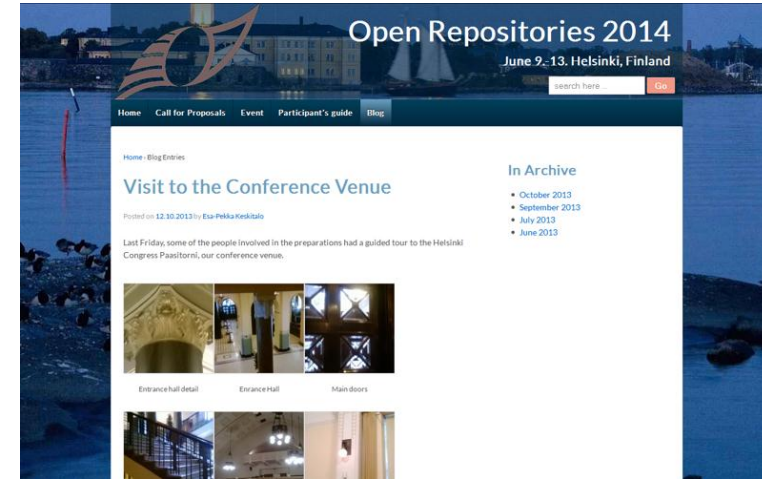 Open Repositories 2014
June 9.-13. Helsinki, Finland
search here ...
Go
Home Call for Proposals Event Participant's guide Blog
Home › Blog Entries
Visit to the Conference Venue
Posted on 12.10.2013 by Esa-Pekka Keskitalo
Last Friday, some of the people involved in the preparations had a guided tour to the Helsinki
Congress Paasitorni, our conference venue.
Entrance hall detail
Enrance Hall
Main doors
In Archive
October 2013
September 2013
July 2013
June 2013